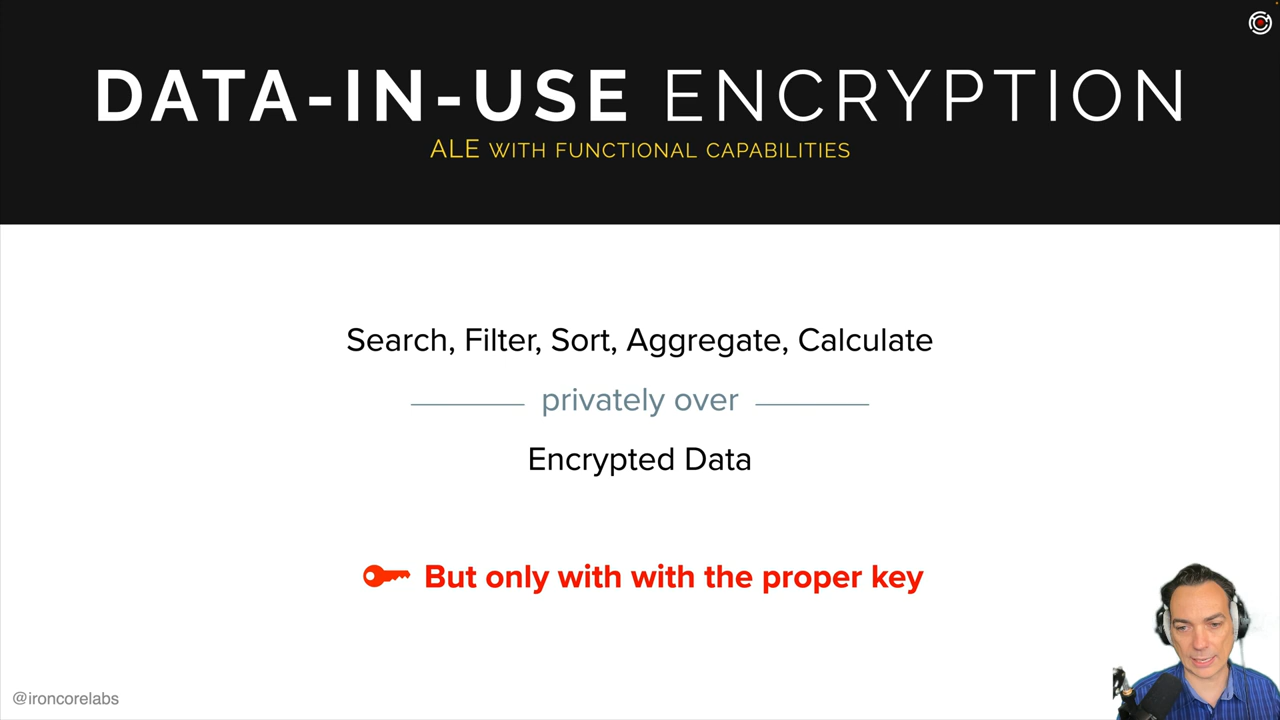 DATA-IN-USE ENCRYPTION
ALE WITH FUNCTIONAL CAPABILITIES
Search, Filter, Sort, Aggregate, Calculate
privately over
Encrypted Data
But only with with the proper key
@ironcorelabs